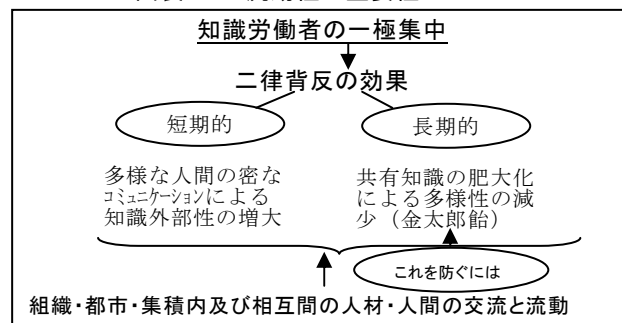 知識労働者の一極集中
二律背反の効果
短期的
長期的
多様な人間の密な
ｺﾐｭﾆｹｰｼｮﾝによる
知識外部性の増大
共有知識の肥大化
による多様性の減
少（金太郎飴）
これを防ぐには
組織・都市・集積内及び相互間の人材・人間の交流と流動